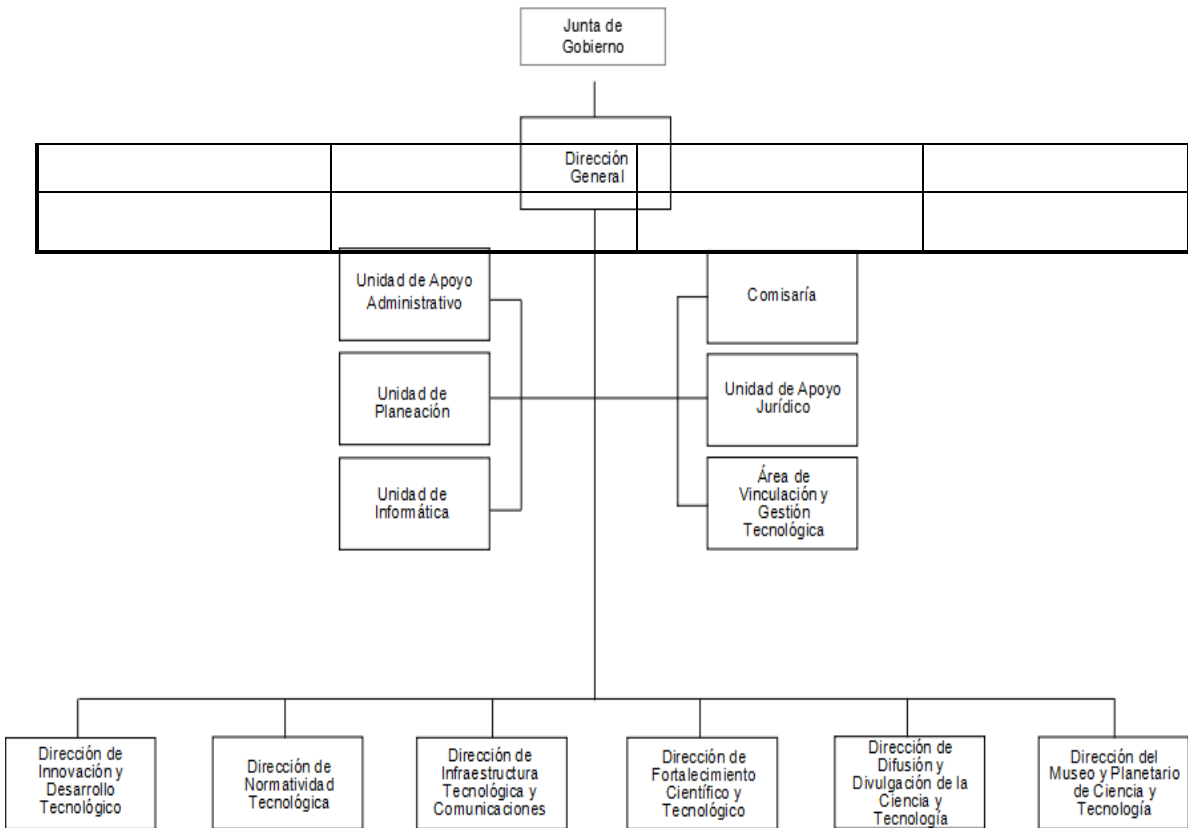 Junta de
Gobierno
Dirección
General
Unidad de Apoyo
Administrativo
Comisaría
Unidad de
Planeación
Unidad de Apoyo
Jurídico
Unidad de
Informática
Área de
Vinculación y
Gestión
Tecnológica
Dirección de
Innovación y
Desarrollo
Tecnológico
Dirección de
Normatividad
Tecnológica
Dirección de
Infraestructura
Tecnológica y
Comunicaciones
Dirección de
Fortalecimiento
Científico y
Tecnológico
Dirección de
Difusión y
Divulgación de la
Ciencia y
Tecnología
Dirección del
Museo y Planetario
de Ciencia y
Tecnología